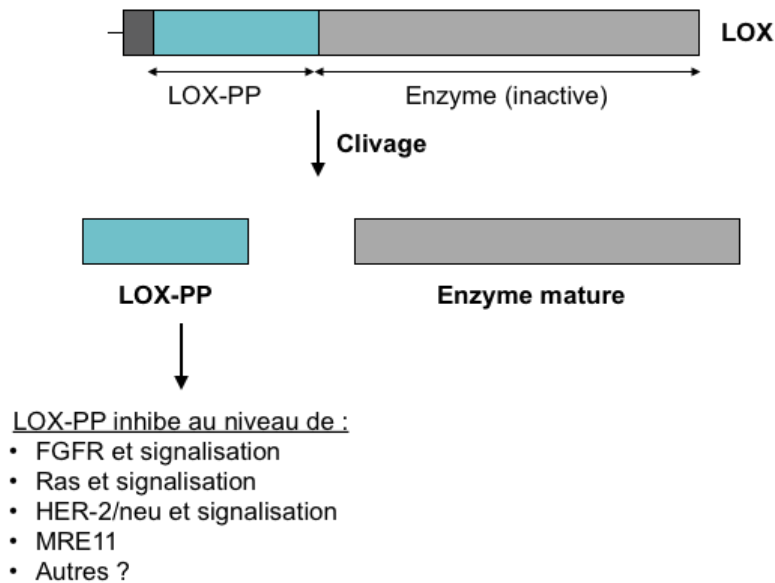 LOX
LOX-PP
Enzyme (inactive)
Clivage
LOX-PP
Enzyme mature
LOX-PP inhibe au niveau de :
• FGFR et signalisation
• Ras et signalisation
• HER-2/neu et signalisation
• MRE11
• Autres ?